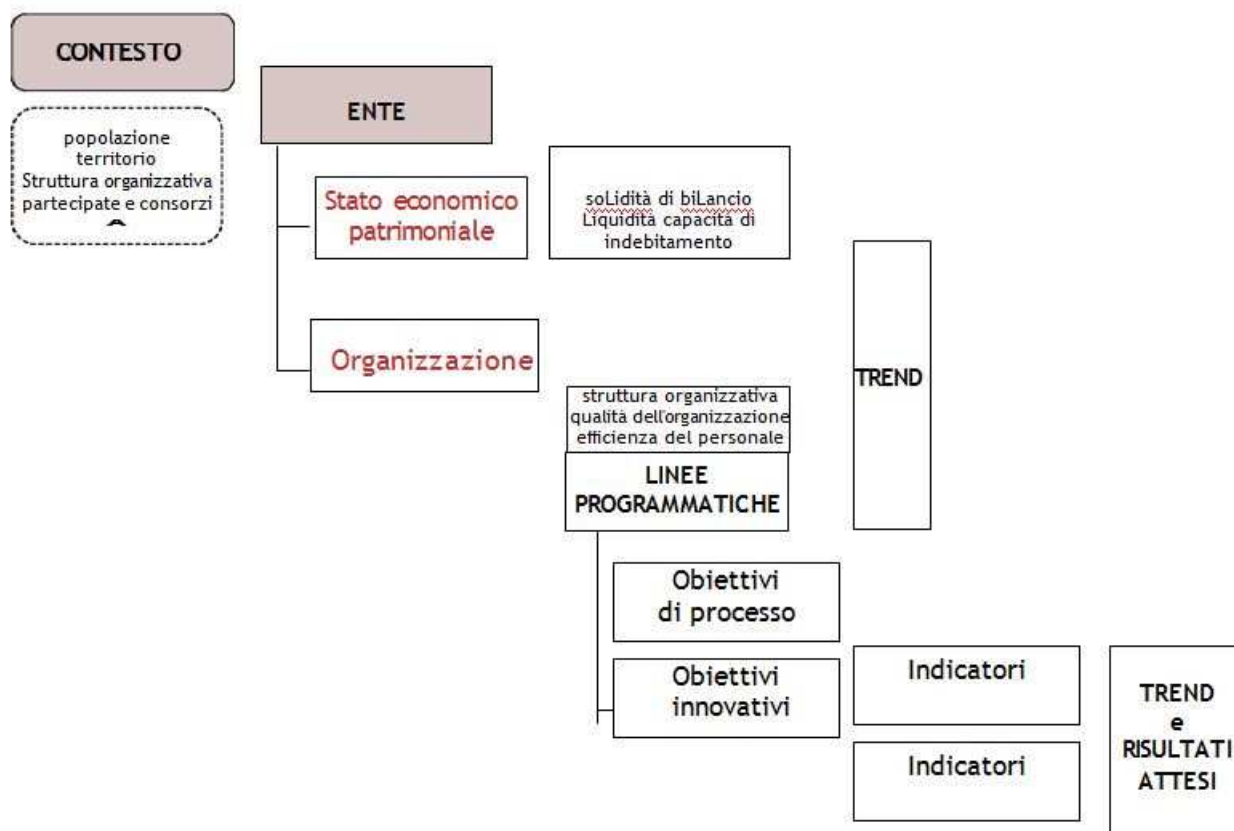 CONTESTO
popolazione
territorio
Struttura organizzativa
partecipate e consorzi
ENTE
Stato economico
patrimoniale
soLidità di biLancio
Liquidità capacità di
indebitamento
Organizzazione
TREND
struttura organizzativa
qualità dell'organizzazione
efficienza del personale
LINEE
PROGRAMMATICHE
Obiettivi
di processo
Obiettivi
innovativi
Indicatori
Indicatori
TREND
e
RISULTATI
ATTESI